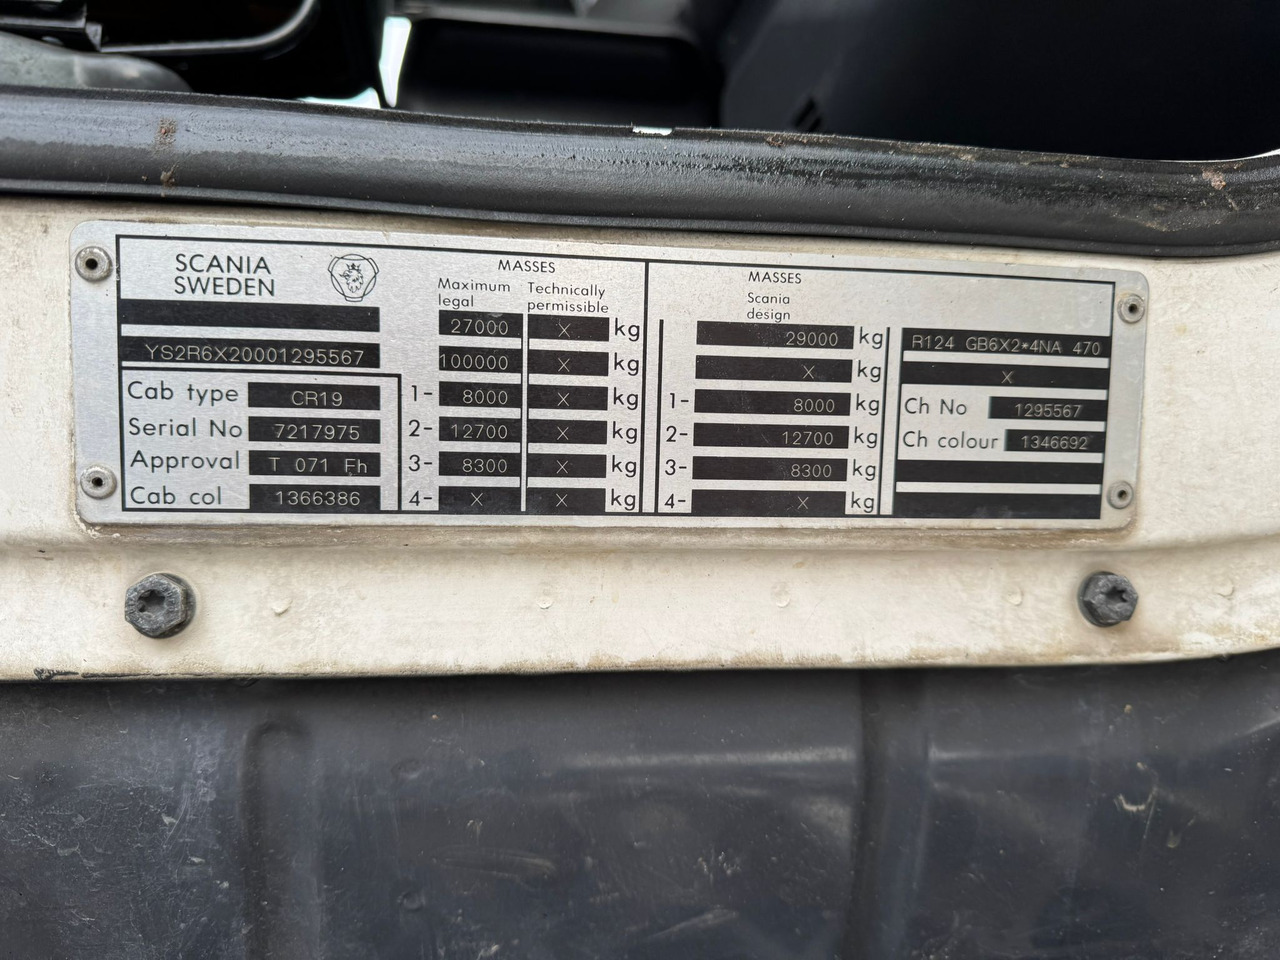 SCANIA
SWEDEN
YS2R6X20001295567
Cab type CR19
Serial No 7217975
Approval T 071 Fh
Cab col 1366386
MASSES
Maximum legal Technically permissible
27000 X kg
100000 X kg
1- 8000 X kg
2- 12700 X kg
3- 8300 X kg
4- X X kg
MASSES
Scania design
29000 kg
X kg
1- 8000 kg
2- 12700 kg
3- 8300 kg
4- X kg
R124 GB6X2*4NA 470
X
Ch No 1295567
Ch colour 1346692